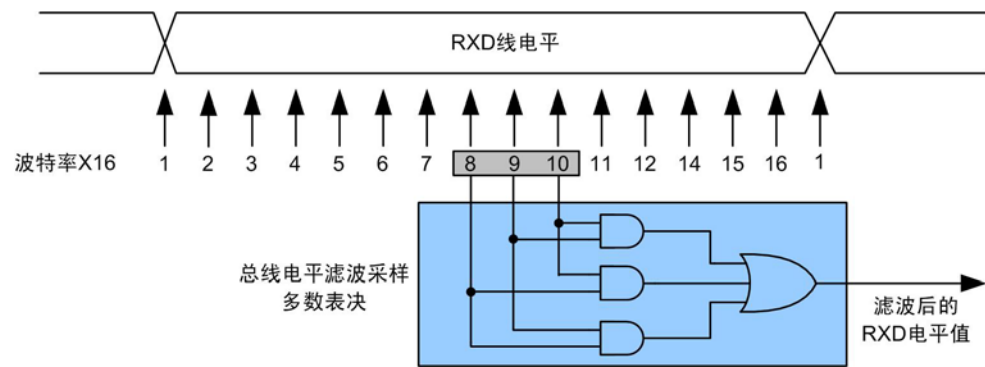 RXD线电平
波特率X16 1 2 3 4 5 6 7 8 9 10 11 12 14 15 16 1
总线电平滤波采样
多数表决
滤波后的
RXD电平值